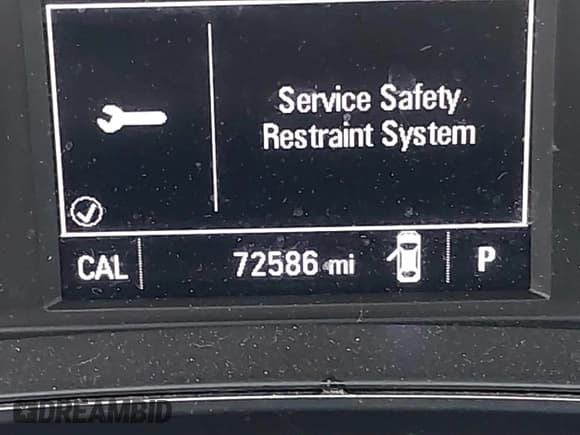 Service Safety
Restraint System
CAL 72586 mi P
DREAMBID